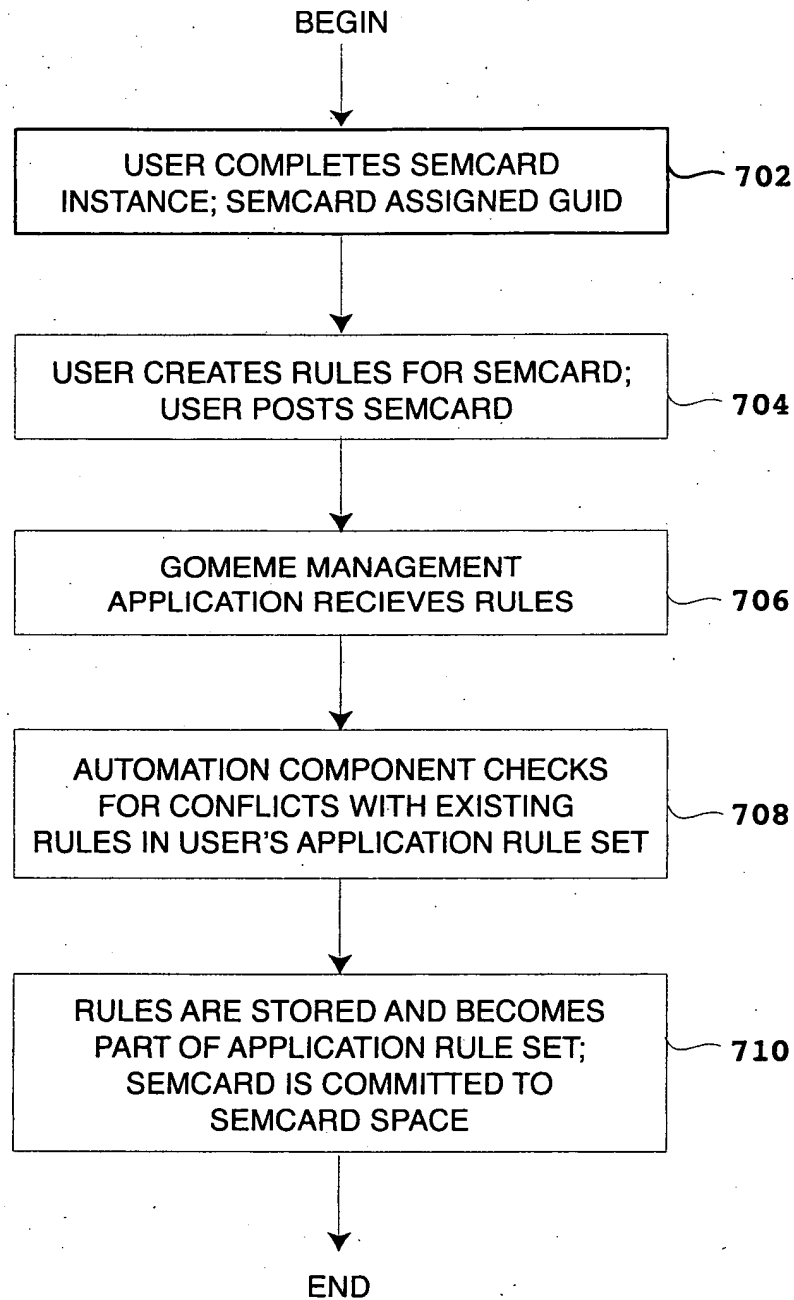 BEGIN
USER COMPLETES SEMCARD
INSTANCE; SEMCARD ASSIGNED GUID
702
USER CREATES RULES FOR SEMCARD;
USER POSTS SEMCARD
704
GOMEME MANAGEMENT
APPLICATION RECIEVES RULES
706
AUTOMATION COMPONENT CHECKS
FOR CONFLICTS WITH EXISTING
RULES IN USER'S APPLICATION RULE SET
708
RULES ARE STORED AND BECOMES
PART OF APPLICATION RULE SET;
SEMCARD IS COMMITTED TO
SEMCARD SPACE
710
END